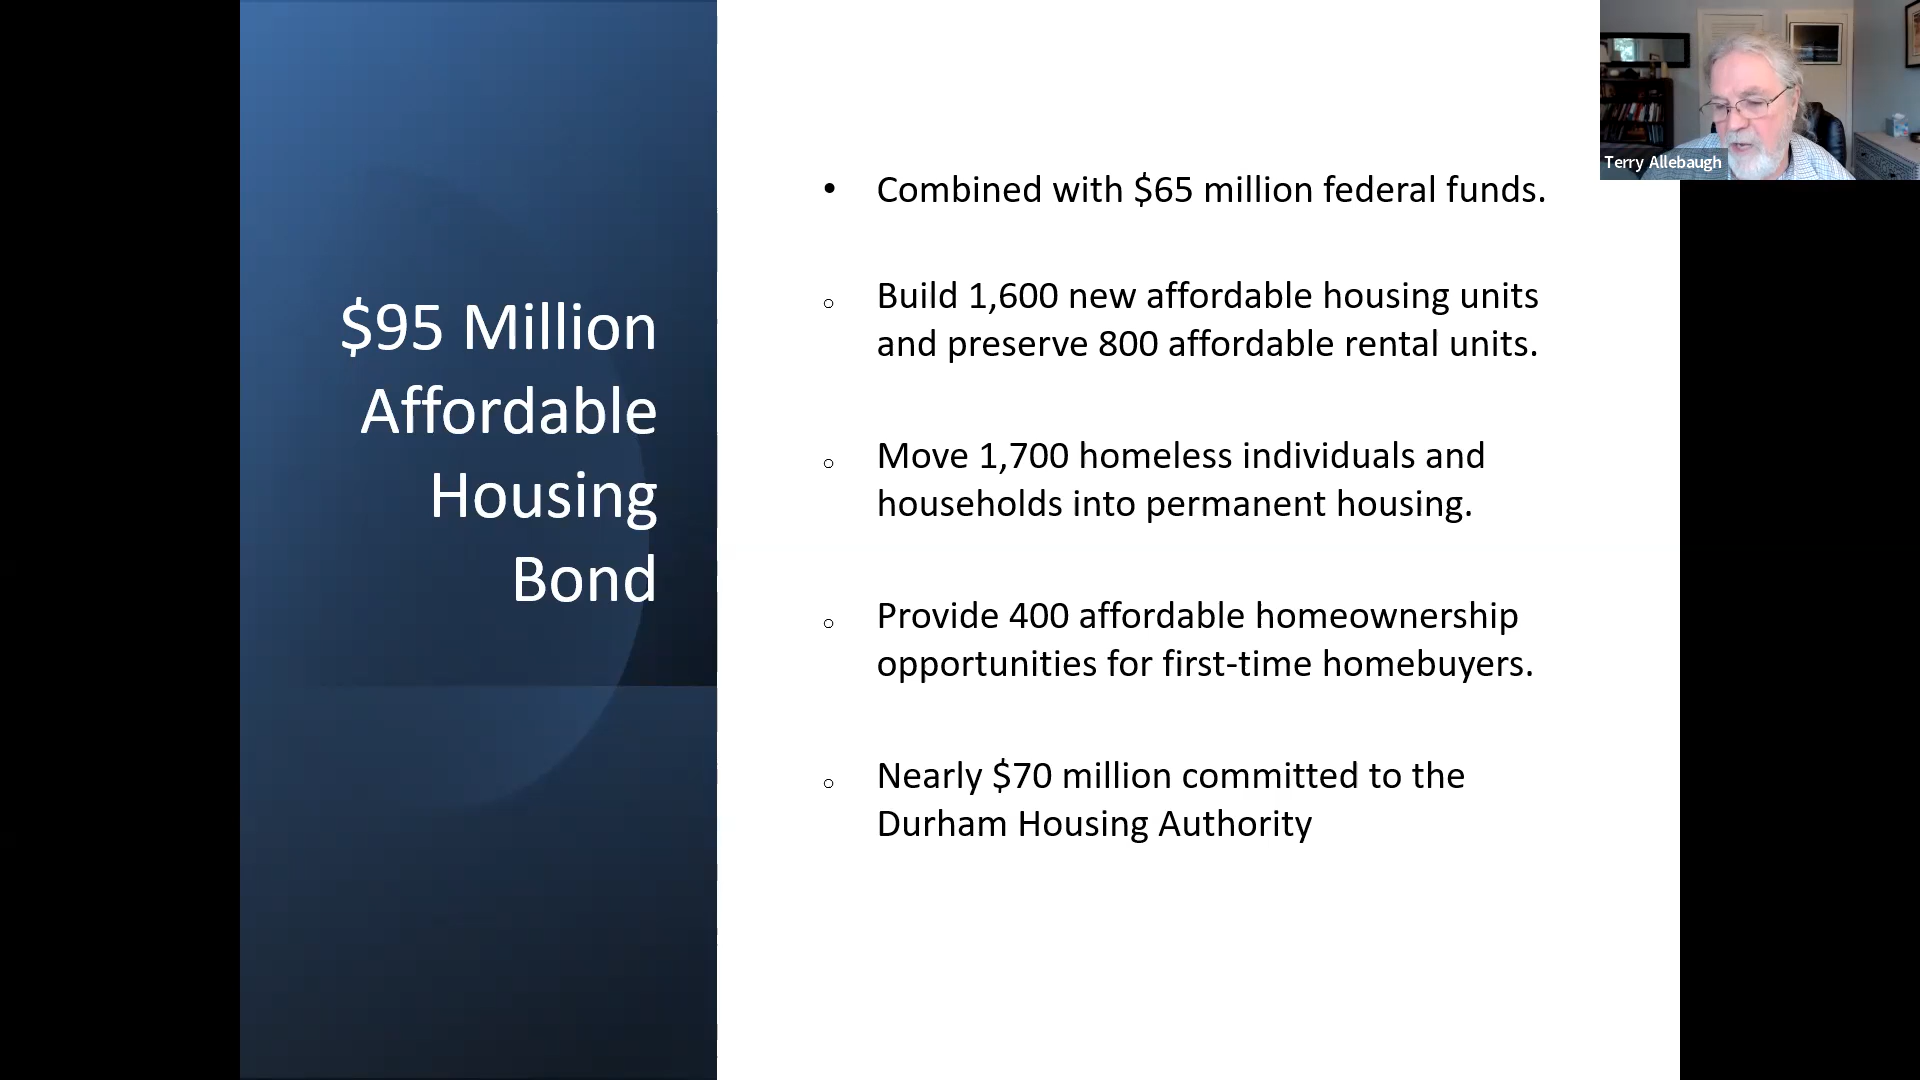 $95 Million
Affordable
Housing
Bond
• Combined with $65 million federal funds.
○ Build 1,600 new affordable housing units
and preserve 800 affordable rental units.
○ Move 1,700 homeless individuals and
households into permanent housing.
○ Provide 400 affordable homeownership
opportunities for first-time homebuyers.
○ Nearly $70 million committed to the
Durham Housing Authority
Terry Allebaugh